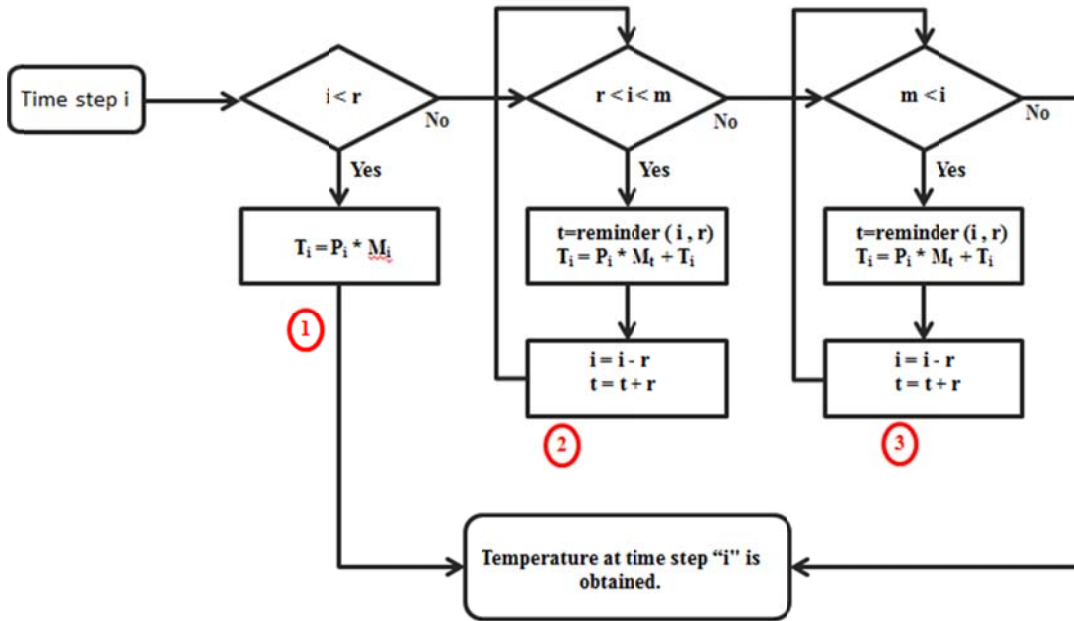 Time step i
i < r
No
Yes
Tᵢ = Pᵢ * Mᵢ
1
r < i < m
No
Yes
t=reminder ( i , r)
Tᵢ = Pᵢ * Mₜ + Tᵢ
i = i - r
t = t + r
2
m < i
No
Yes
t=reminder (i , r)
Tᵢ = Pᵢ * Mₜ + Tᵢ
i = i - r
t = t + r
3
Temperature at time step “i” is
obtained.